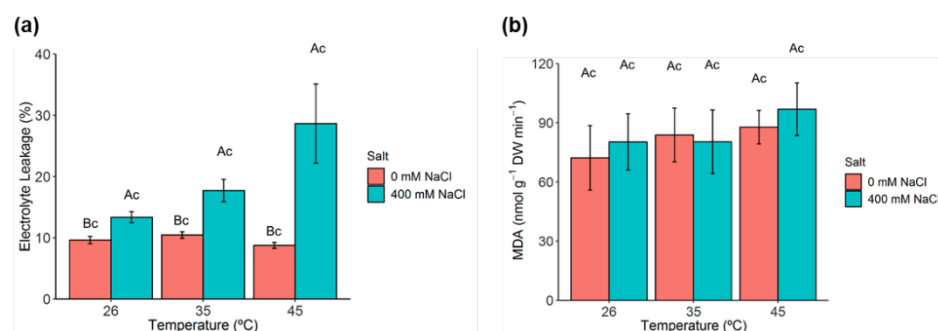 (a)
Electrolyte Leakage (%)
40
30
20
10
0
Bc
Ac
Bc
Ac
Bc
Ac
26
35
45
Temperature (ºC)
Salt
0 mM NaCl
400 mM NaCl
(b)
MDA (nmol g⁻¹ DW min⁻¹)
120
90
60
30
0
Ac
Ac
Ac
Ac
Ac
Ac
26
35
45
Temperature (ºC)
Salt
0 mM NaCl
400 mM NaCl